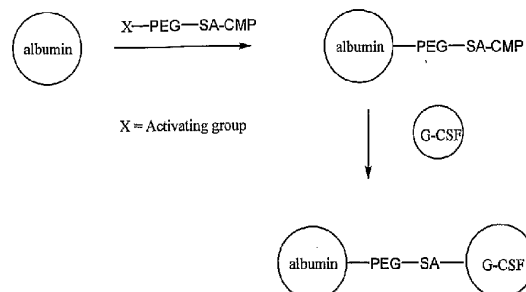 X—PEG—SA-CMP
albumin
albumin—PEG—SA-CMP
X = Activating group
G-CSF
albumin—PEG—SA—G-CSF